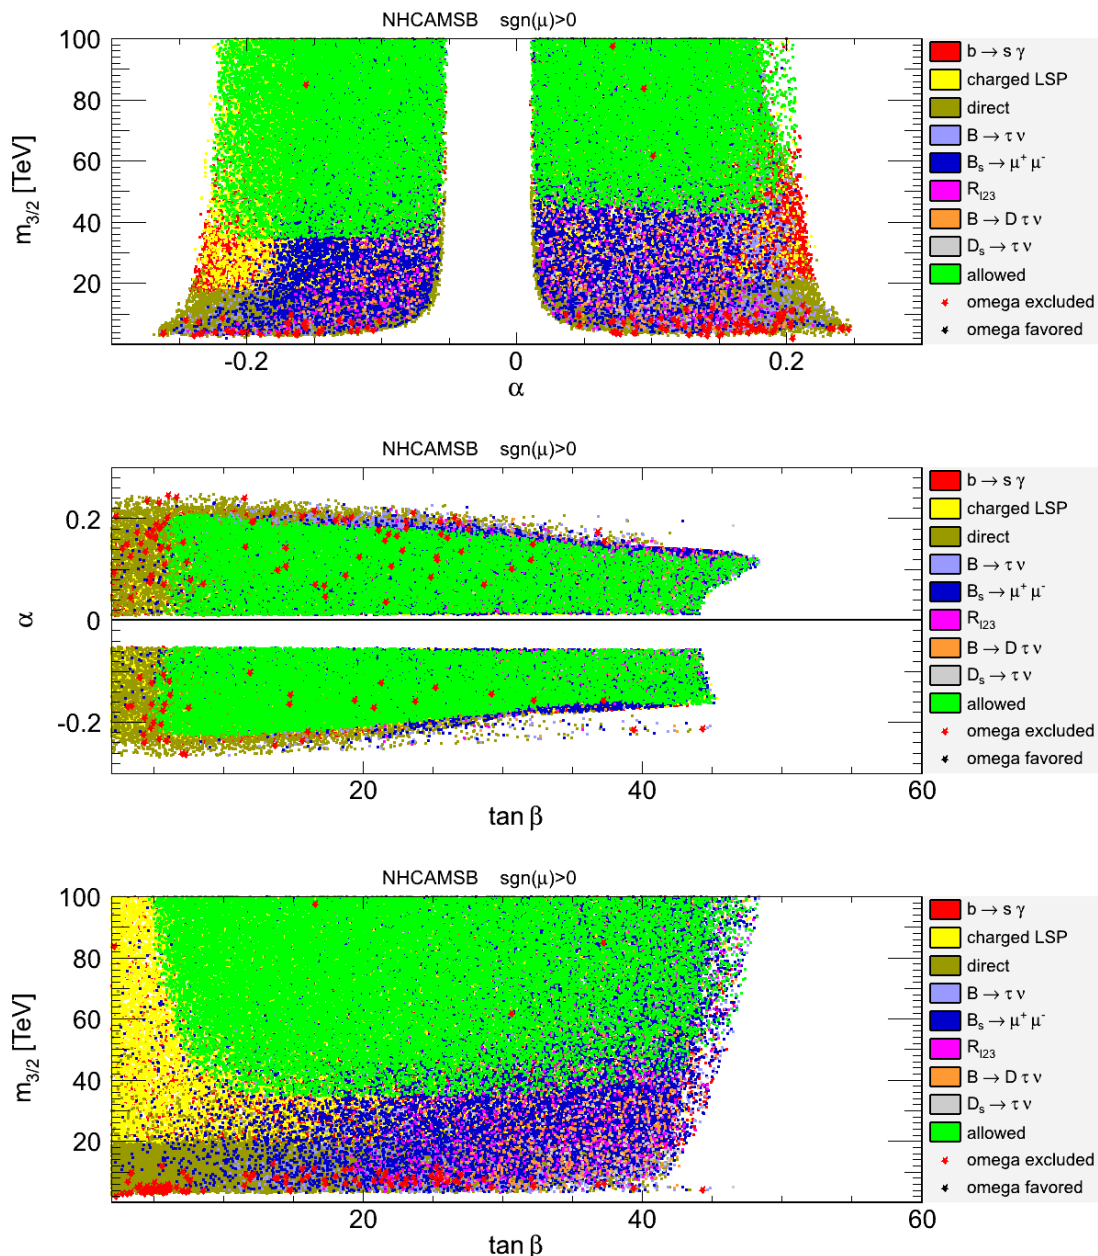 NHCAMSB sgn(μ)>0
m3/2 [TeV]
100
80
60
40
20
-0.2 0 0.2
α
b → s γ
charged LSP
direct
B → τ ν
Bs → μ+ μ-
Rl23
B → D τ ν
Ds → τ ν
allowed
omega excluded
omega favored
NHCAMSB sgn(μ)>0
α
0.2
0
-0.2
20 40 60
tan β
b → s γ
charged LSP
direct
B → τ ν
Bs → μ+ μ-
Rl23
B → D τ ν
Ds → τ ν
allowed
omega excluded
omega favored
NHCAMSB sgn(μ)>0
m3/2 [TeV]
100
80
60
40
20
20 40 60
tan β
b → s γ
charged LSP
direct
B → τ ν
Bs → μ+ μ-
Rl23
B → D τ ν
Ds → τ ν
allowed
omega excluded
omega favored